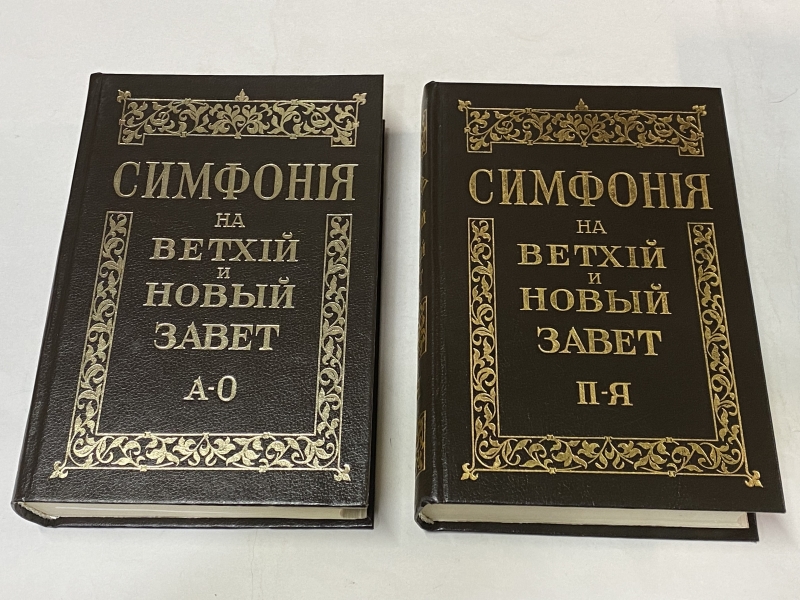 СИМФОНІЯ
НА
ВЕТХІЙ
И
НОВЫЙ
ЗАВЕТ
А-О
СИМФОНІЯ
НА
ВЕТХІЙ
И
НОВЫЙ
ЗАВЕТ
П-Я